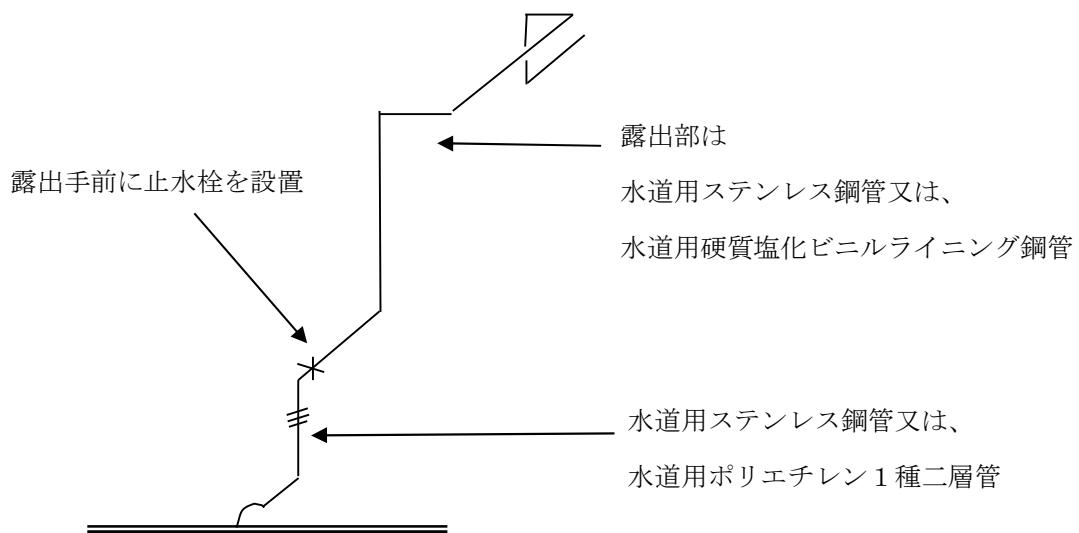 露出部は
水道用ステンレス鋼管又は、
水道用硬質塩化ビニルライニング鋼管
露出手前に止水栓を設置
水道用ステンレス鋼管又は、
水道用ポリエチレン１種二層管